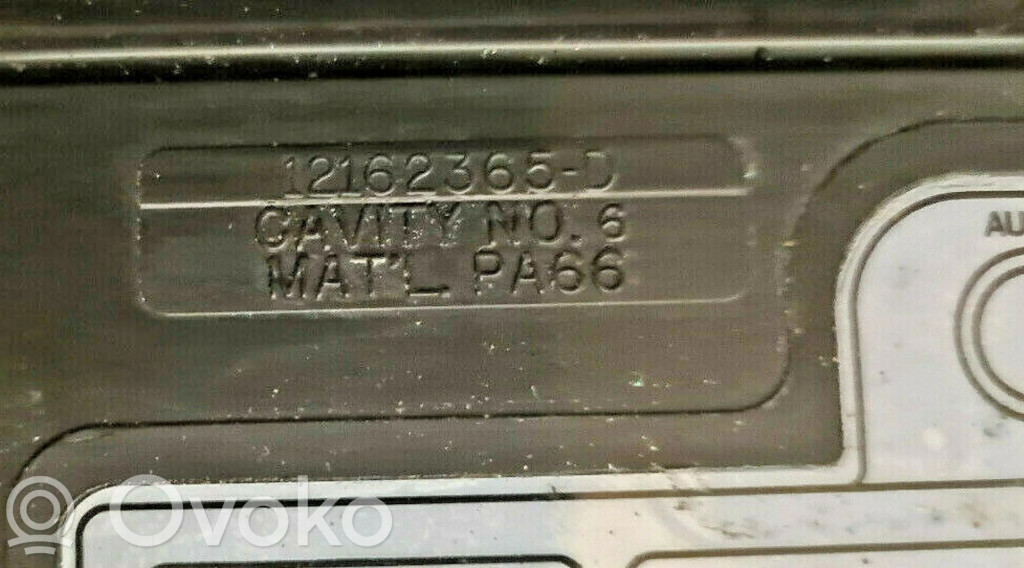 12162365-D
CAVITY NO. 6
MAT'L PA66
AU
Ovoko